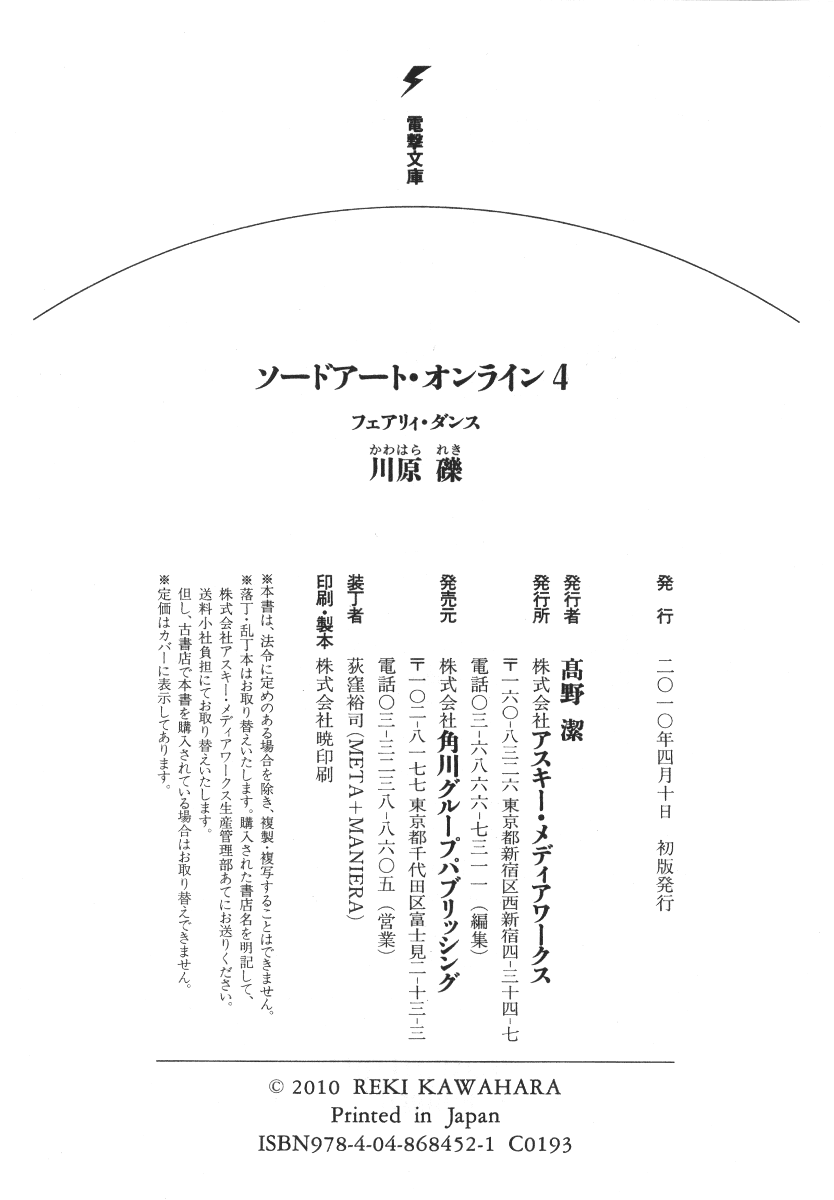 電撃文庫
ソードアート・オンライン4
フェアリィ・ダンス
かわはら れき
川原 礫
発行 二〇一〇年四月十日 初版発行
発行者 髙野 潔
発行所 株式会社アスキー・メディアワークス
〒一六〇-八三二六 東京都新宿区西新宿四-三十四-七
電話〇三-六八六六-七三一一（編集）
発売元 株式会社角川グループパブリッシング
〒一〇二-八一七七 東京都千代田区富士見二-十三-三
電話〇三-三二三八-八六〇五（営業）
装丁者 荻窪裕司(META＋MANIERA)
印刷・製本 株式会社暁印刷
※本書は、法令に定めのある場合を除き、複製・複写することはできません。
※落丁・乱丁本はお取り替えいたします。購入された書店名を明記して、
株式会社アスキー・メディアワークス生産管理部あてにお送りください。
送料小社負担にてお取り替えいたします。
但し、古書店で本書を購入されている場合はお取り替えできません。
※定価はカバーに表示してあります。
© 2010 REKI KAWAHARA
Printed in Japan
ISBN978-4-04-868452-1 C0193